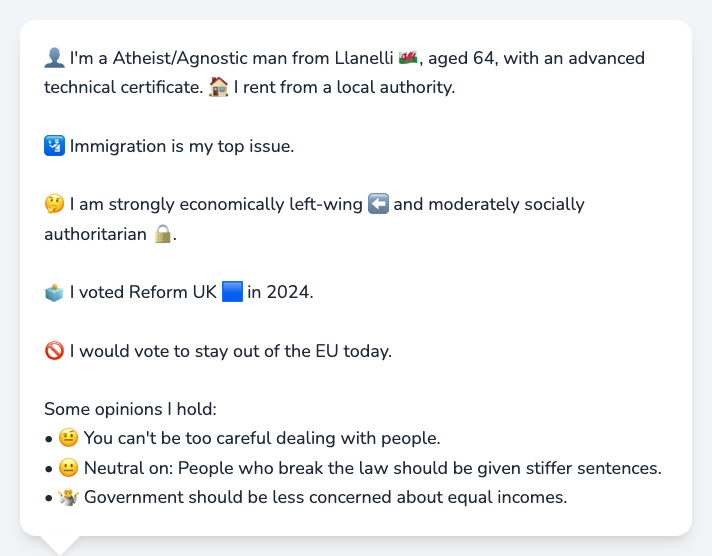 👤 I'm a Atheist/Agnostic man from Llanelli 🏴󠁧󠁢󠁷󠁬󠁳󠁿, aged 64, with an advanced
technical certificate. 🏠 I rent from a local authority.
🛂 Immigration is my top issue.
🤔 I am strongly economically left-wing ⬅️ and moderately socially
authoritarian 🔒.
🗳️ I voted Reform UK 🟦 in 2024.
🚫 I would vote to stay out of the EU today.
Some opinions I hold:
• 🤨 You can't be too careful dealing with people.
• 😐 Neutral on: People who break the law should be given stiffer sentences.
• 🤷 Government should be less concerned about equal incomes.